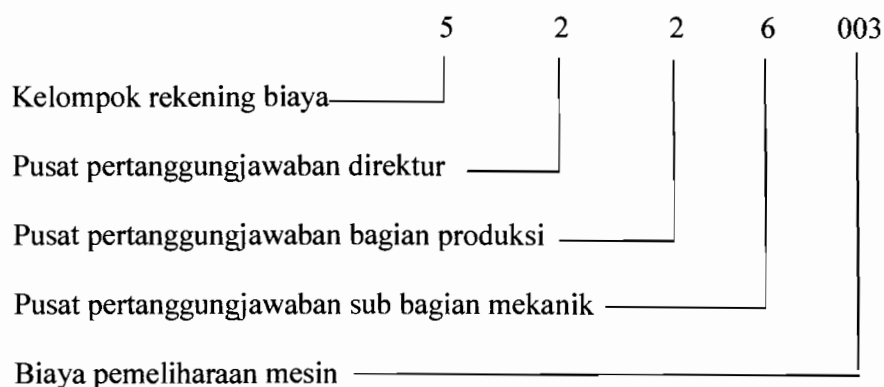 5 2 2 6 003
Kelompok rekening biaya
Pusat pertanggungjawaban direktur
Pusat pertanggungjawaban bagian produksi
Pusat pertanggungjawaban sub bagian mekanik
Biaya pemeliharaan mesin